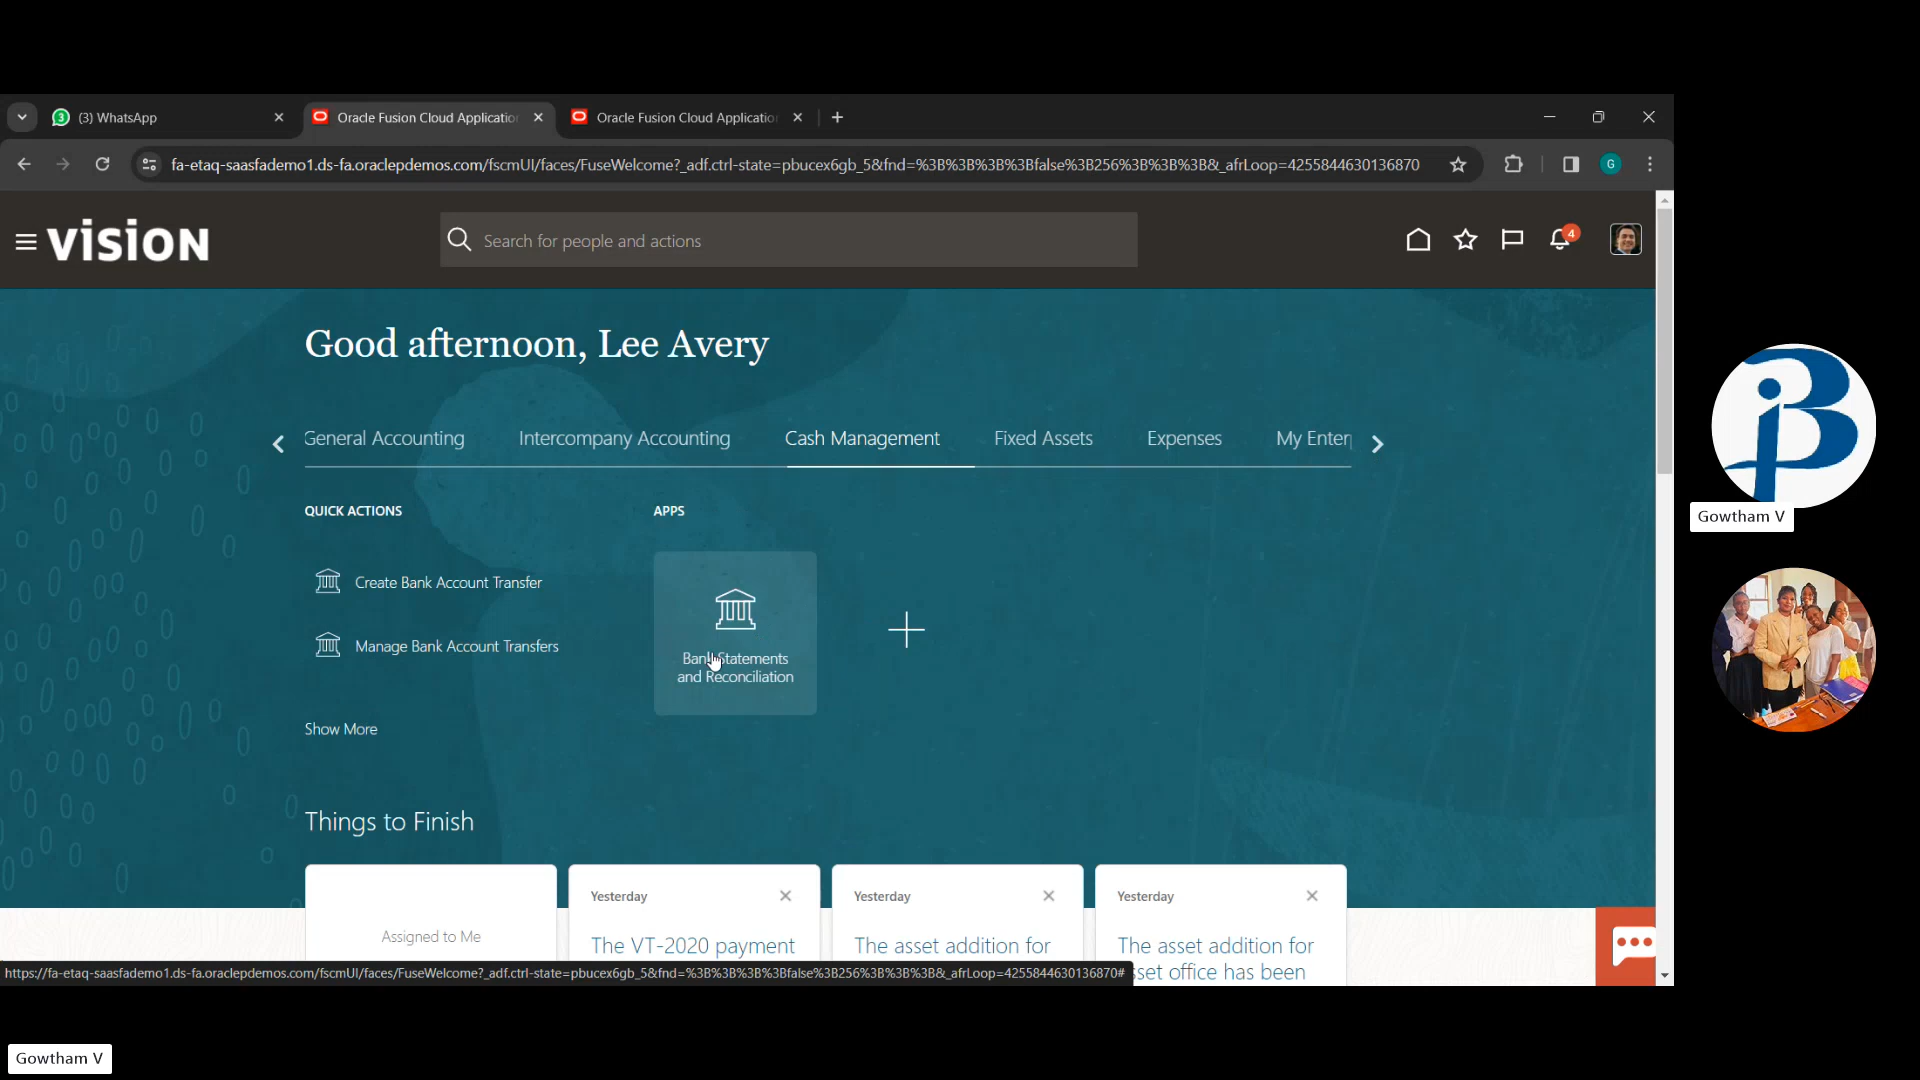 (3) WhatsApp
Oracle Fusion Cloud Applicatio
Oracle Fusion Cloud Applicatio
fa-etaq-saasfademo1.ds-fa.oraclepdemos.com/fscmUI/faces/FuseWelcome?_adf.ctrl-state=pbucex6gb_5&fnd=%3B%3B%3B%3Bfalse%3B256%3B%3B%3B&_afrLoop=4255844630136870
G
vision
Search for people and actions
4
Good afternoon, Lee Avery
General Accounting
Intercompany Accounting
Cash Management
Fixed Assets
Expenses
My Enter
QUICK ACTIONS
APPS
Create Bank Account Transfer
Manage Bank Account Transfers
Show More
Bank Statements
and Reconciliation
Things to Finish
Assigned to Me
Yesterday
The VT-2020 payment
Yesterday
The asset addition for
Yesterday
The asset addition for
asset office has been
https://fa-etaq-saasfademo1.ds-fa.oraclepdemos.com/fscmUI/faces/FuseWelcome?_adf.ctrl-state=pbucex6gb_5&fnd=%3B%3B%3B%3Bfalse%3B256%3B%3B%3B&_afrLoop=4255844630136870#
Gowtham V
Gowtham V